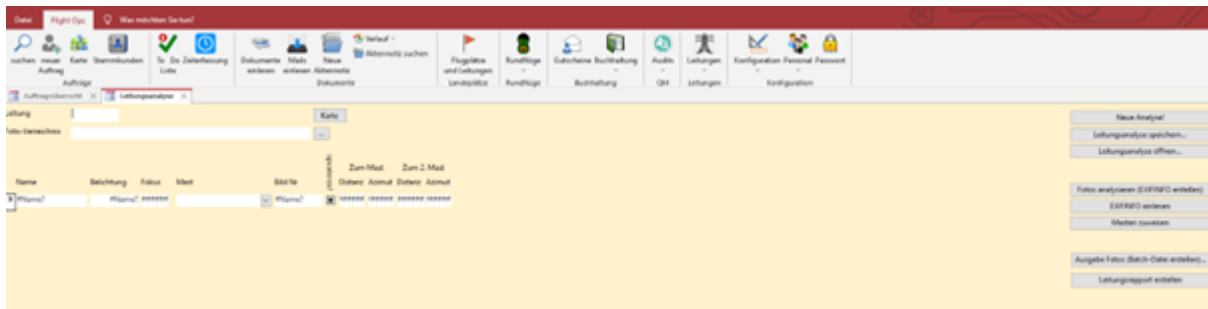 Datei Flight Ops Was möchten Sie tun?
suchen neuer Auftrag Karte Stammkunden To Do Liste Zeiterfassung Dokumente einlesen Mails einlesen Neue Aktennotiz Verlauf Aktennotiz suchen Flugplätze und Leitungen Rundflüge Gutscheine Buchhaltung Audits Leitungen Konfiguration Personal Passwort
Aufträge Dokumente Landeplätze Rundflüge Buchhaltung QM Leitungen Konfiguration
Auftragsübersicht Leitungsanalyse
Leitung Karte Neue Analyse!
Foto-Verzeichnis ... Leitungsanalyse speichern...
Leitungsanalyse öffnen...
Zum Mast Zum 2. Mast
Name Belichtung Fokus Mast Bild Nr Distanz Azimut Distanz Azimut
#Name? #Name? ###### #Name? ###### ###### ###### ######
Fotos analysieren (EXIFINFO erstellen)
EXIFINFO einlesen
Masten zuweisen
Ausgabe Fotos (Batch-Datei erstellen)...
Leitungsrapport erstellen